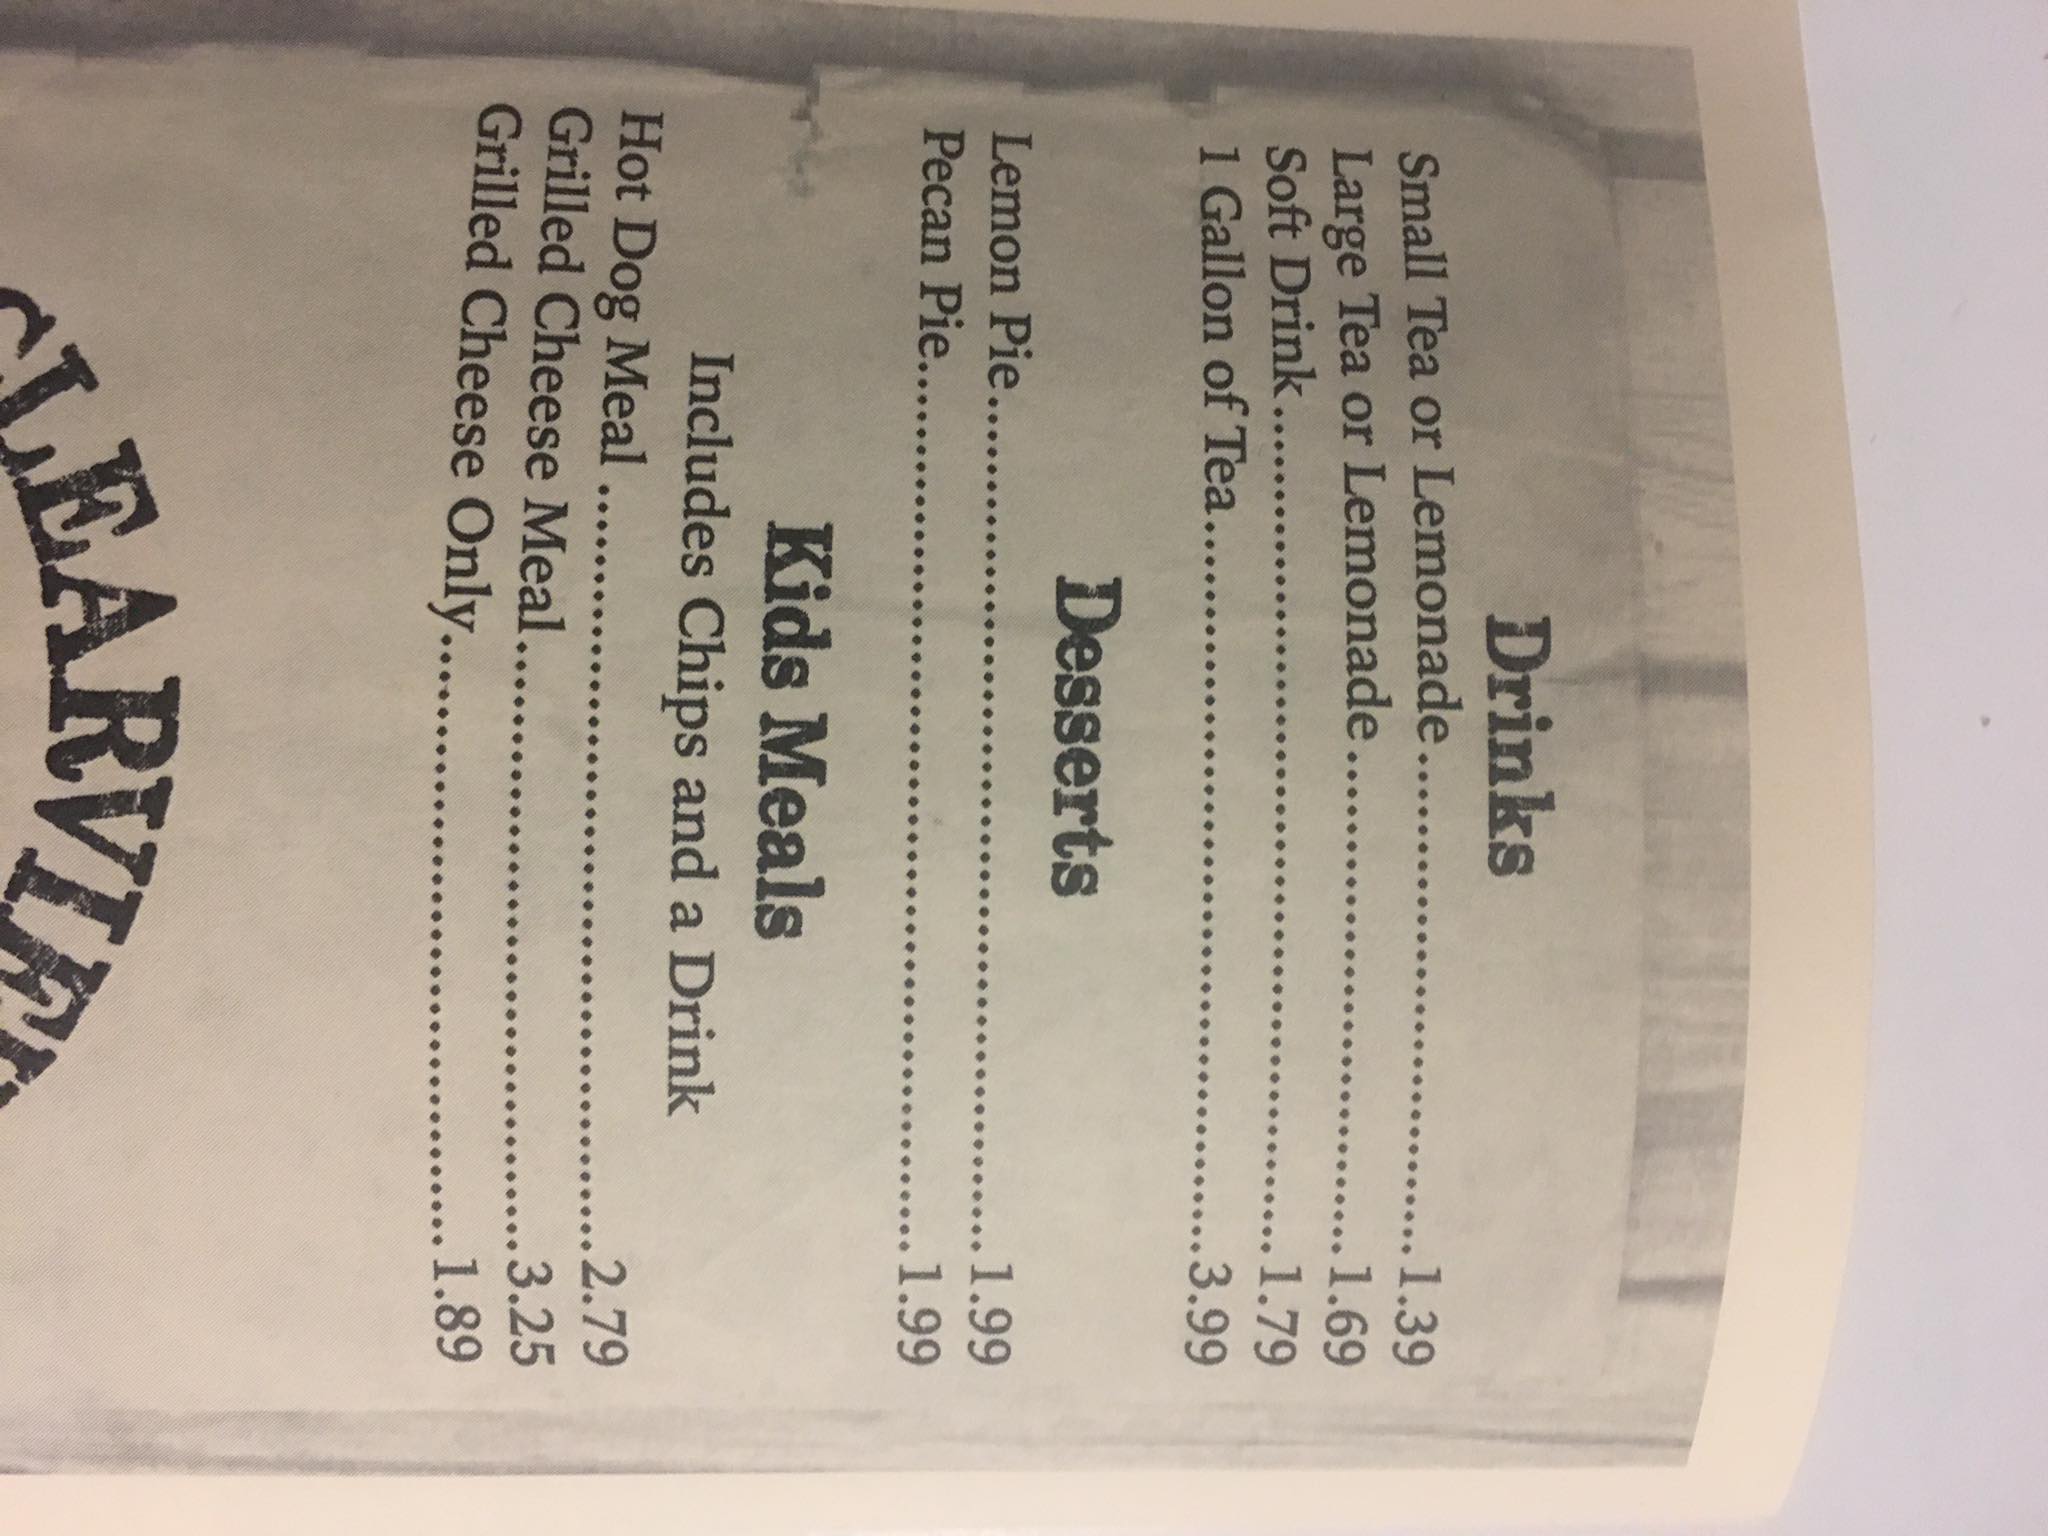 Drinks
Small Tea or Lemonade.............................................1.39
Large Tea or Lemonade.............................................1.69
Soft Drink.............................................................................1.79
1 Gallon of Tea...................................................................3.99
Desserts
Lemon Pie.............................................................................1.99
Pecan Pie...............................................................................1.99
Kids Meals
Includes Chips and a Drink
Hot Dog Meal .....................................................................2.79
Grilled Cheese Meal.......................................................3.25
Grilled Cheese Only.......................................................1.89